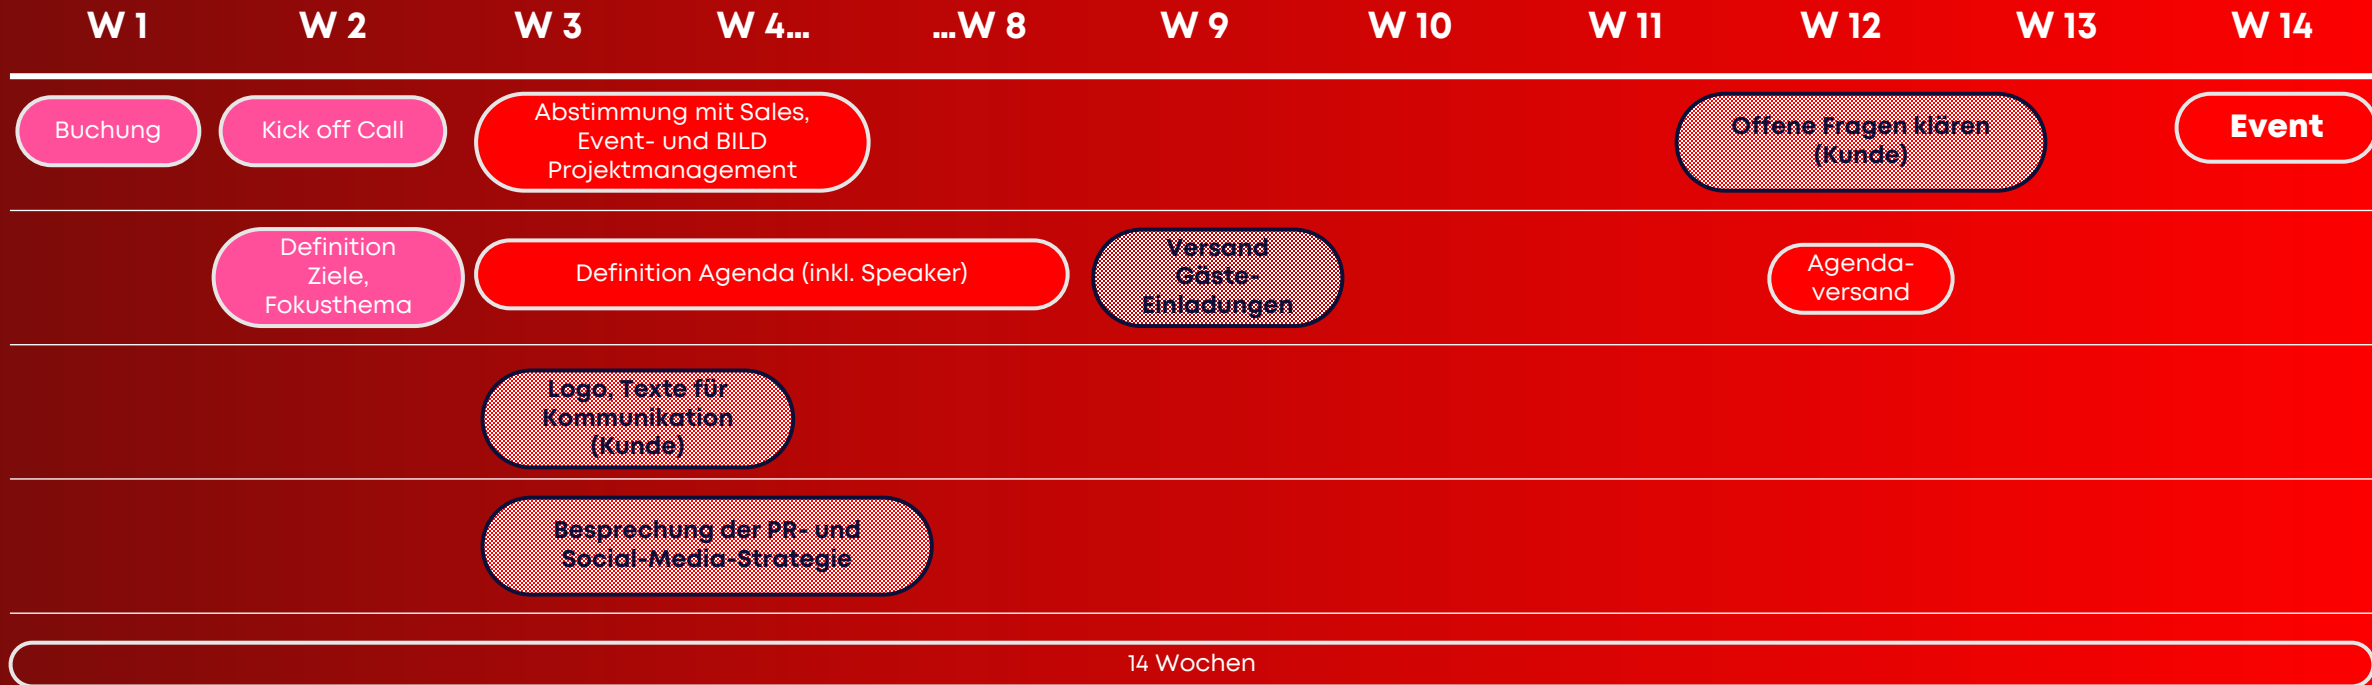 W 1 W 2 W 3 W 4... ...W 8 W 9 W 10 W 11 W 12 W 13 W 14
Buchung
Kick off Call
Abstimmung mit Sales,
Event- und BILD
Projektmanagement
Offene Fragen klären
(Kunde)
Event
Definition
Ziele,
Fokusthema
Definition Agenda (inkl. Speaker)
Versand
Gäste-
Einladungen
Agenda-
versand
Logo, Texte für
Kommunikation
(Kunde)
Besprechung der PR- und
Social-Media-Strategie
14 Wochen